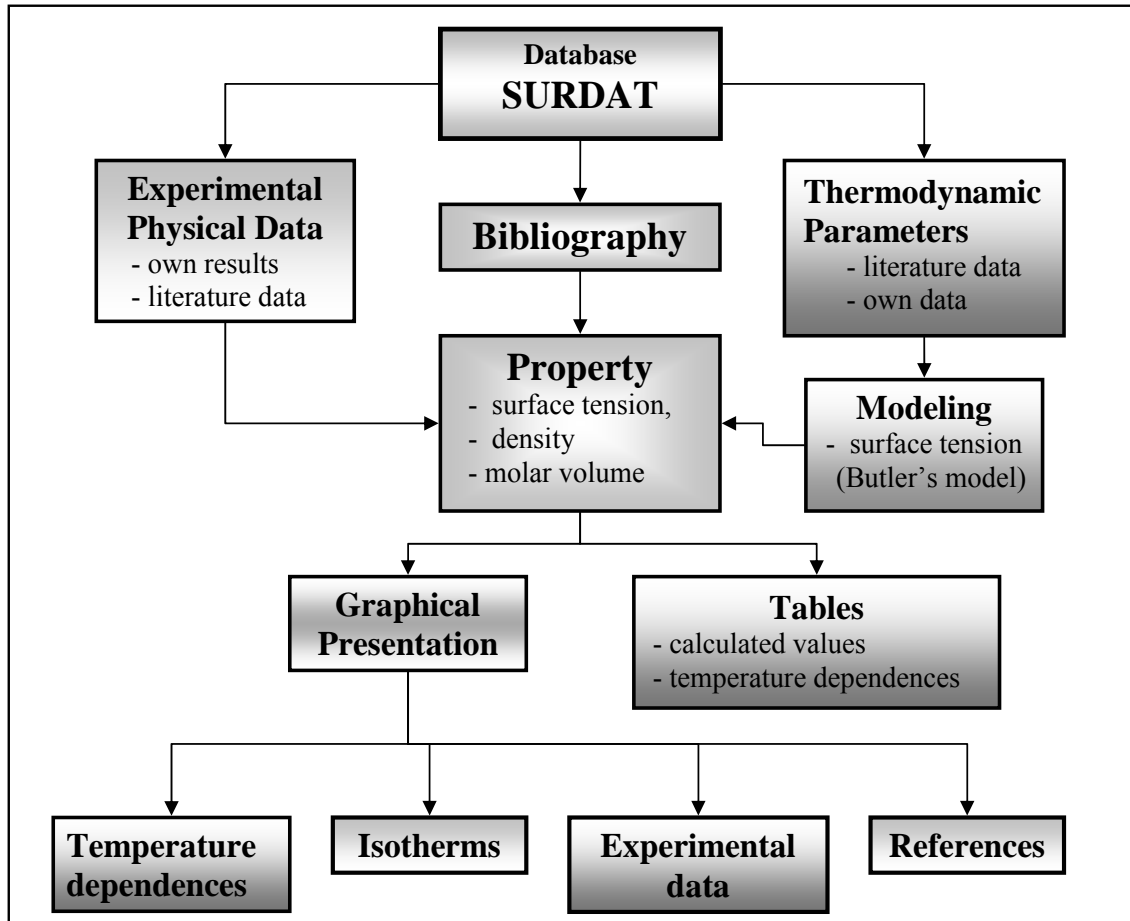 Database
SURDAT
Experimental
Physical Data
- own results
- literature data
Bibliography
Thermodynamic
Parameters
- literature data
- own data
Property
- surface tension,
- density
- molar volume
Modeling
- surface tension
(Butler’s model)
Graphical
Presentation
Tables
- calculated values
- temperature dependences
Temperature
dependences
Isotherms
Experimental
data
References